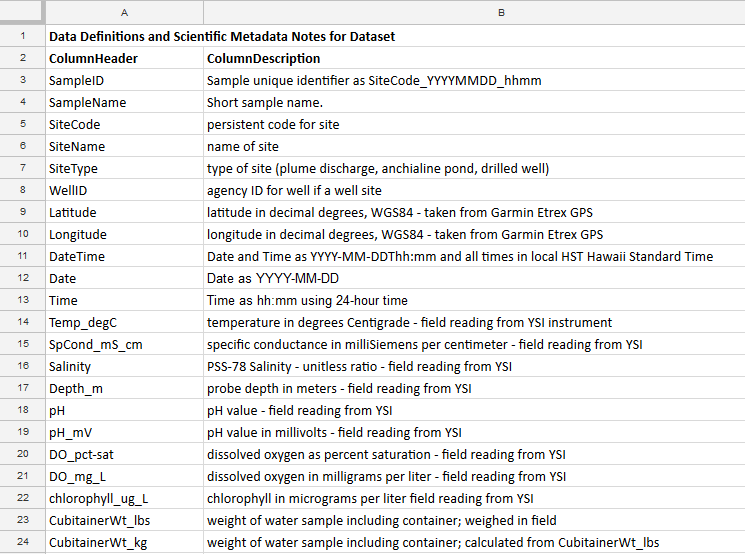 A B
1 Data Definitions and Scientific Metadata Notes for Dataset
2 ColumnHeader ColumnDescription
3 SampleID Sample unique identifier as SiteCode_YYYYMMDD_hhmm
4 SampleName Short sample name.
5 SiteCode persistent code for site
6 SiteName name of site
7 SiteType type of site (plume discharge, anchialine pond, drilled well)
8 WellID agency ID for well if a well site
9 Latitude latitude in decimal degrees, WGS84 - taken from Garmin Etrex GPS
10 Longitude longitude in decimal degrees, WGS84 - taken from Garmin Etrex GPS
11 DateTime Date and Time as YYYY-MM-DDThh:mm and all times in local HST Hawaii Standard Time
12 Date Date as YYYY-MM-DD
13 Time Time as hh:mm using 24-hour time
14 Temp_degC temperature in degrees Centigrade - field reading from YSI instrument
15 SpCond_mS_cm specific conductance in milliSiemens per centimeter - field reading from YSI
16 Salinity PSS-78 Salinity - unitless ratio - field reading from YSI
17 Depth_m probe depth in meters - field reading from YSI
18 pH pH value - field reading from YSI
19 pH_mV pH value in millivolts - field reading from YSI
20 DO_pct-sat dissolved oxygen as percent saturation - field reading from YSI
21 DO_mg_L dissolved oxygen in milligrams per liter - field reading from YSI
22 chlorophyll_ug_L chlorophyll in micrograms per liter field reading from YSI
23 CubitainerWt_lbs weight of water sample including container; weighed in field
24 CubitainerWt_kg weight of water sample including container; calculated from CubitainerWt_lbs